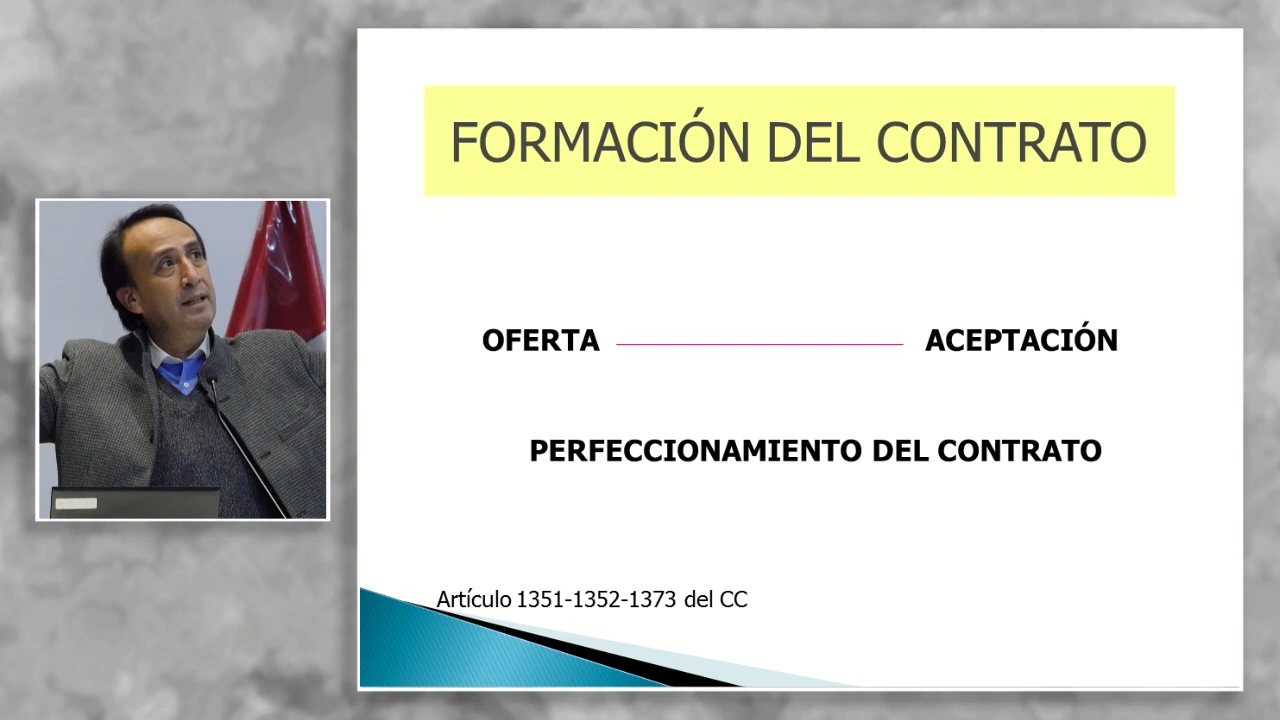 FORMACIÓN DEL CONTRATO
OFERTA ACEPTACIÓN
PERFECCIONAMIENTO DEL CONTRATO
Artículo 1351-1352-1373 del CC